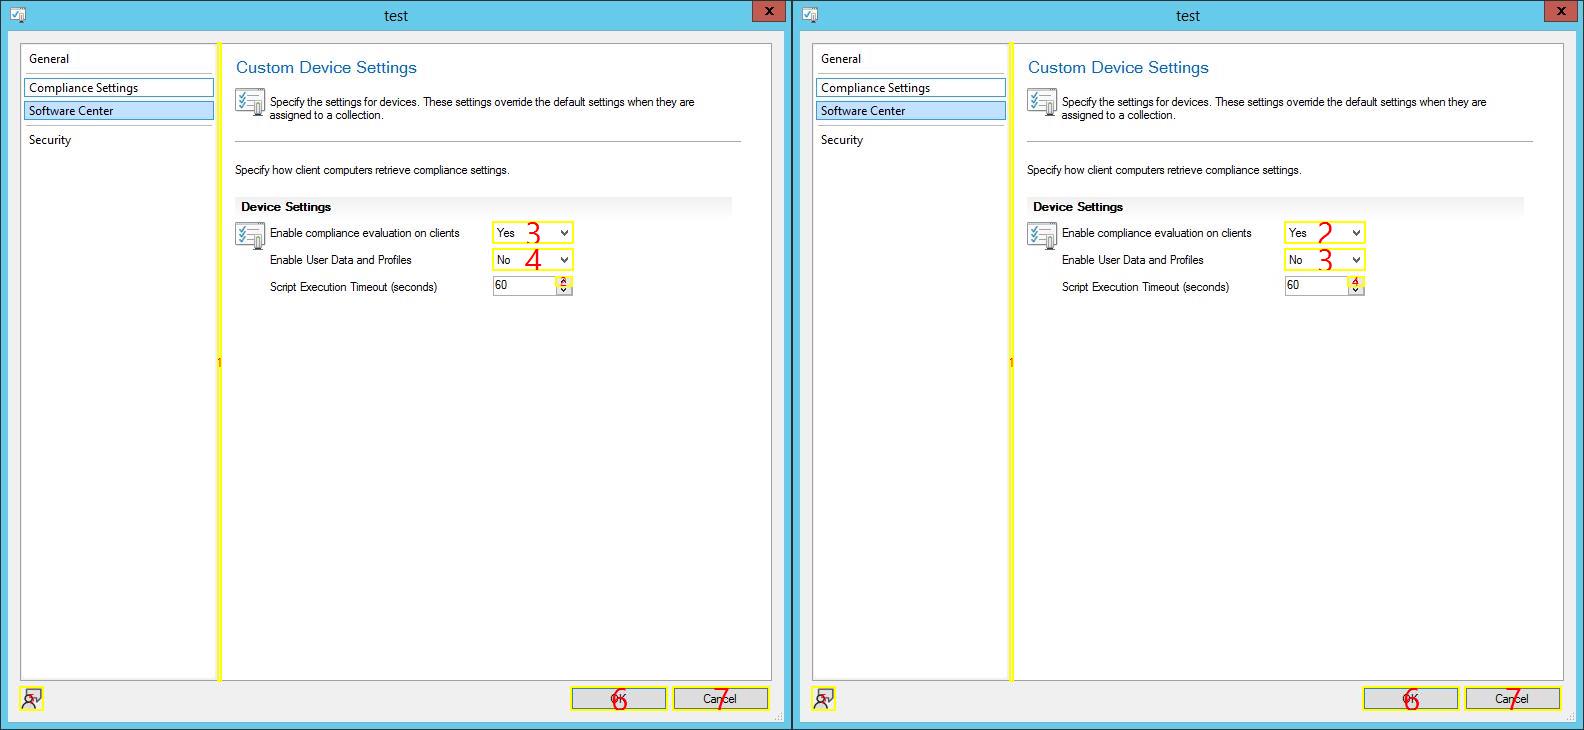 test
X
General
Compliance Settings
Software Center
Security
Custom Device Settings
Specify the settings for devices. These settings override the default settings when they are
assigned to a collection.
Specify how client computers retrieve compliance settings.
Device Settings
Enable compliance evaluation on clients Yes 3
Enable User Data and Profiles No 4
Script Execution Timeout (seconds) 60
1
OK 6
Cancel 7
test
X
General
Compliance Settings
Software Center
Security
Custom Device Settings
Specify the settings for devices. These settings override the default settings when they are
assigned to a collection.
Specify how client computers retrieve compliance settings.
Device Settings
Enable compliance evaluation on clients Yes 2
Enable User Data and Profiles No 3
Script Execution Timeout (seconds) 60 4
1
OK 6
Cancel 7